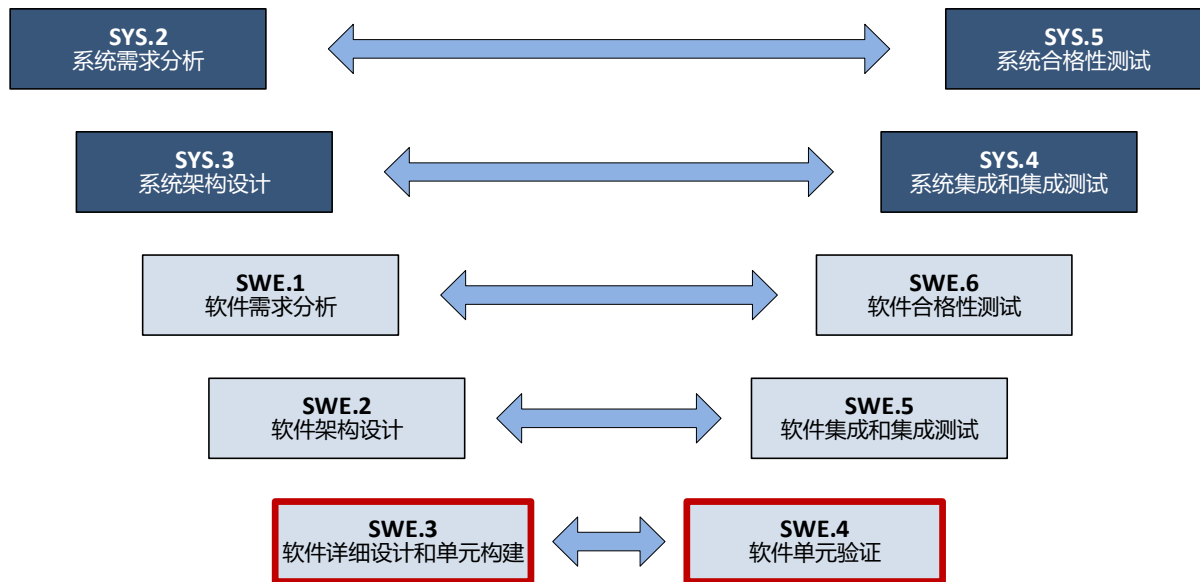 SYS.2
系统需求分析
SYS.5
系统合格性测试
SYS.3
系统架构设计
SYS.4
系统集成和集成测试
SWE.1
软件需求分析
SWE.6
软件合格性测试
SWE.2
软件架构设计
SWE.5
软件集成和集成测试
SWE.3
软件详细设计和单元构建
SWE.4
软件单元验证